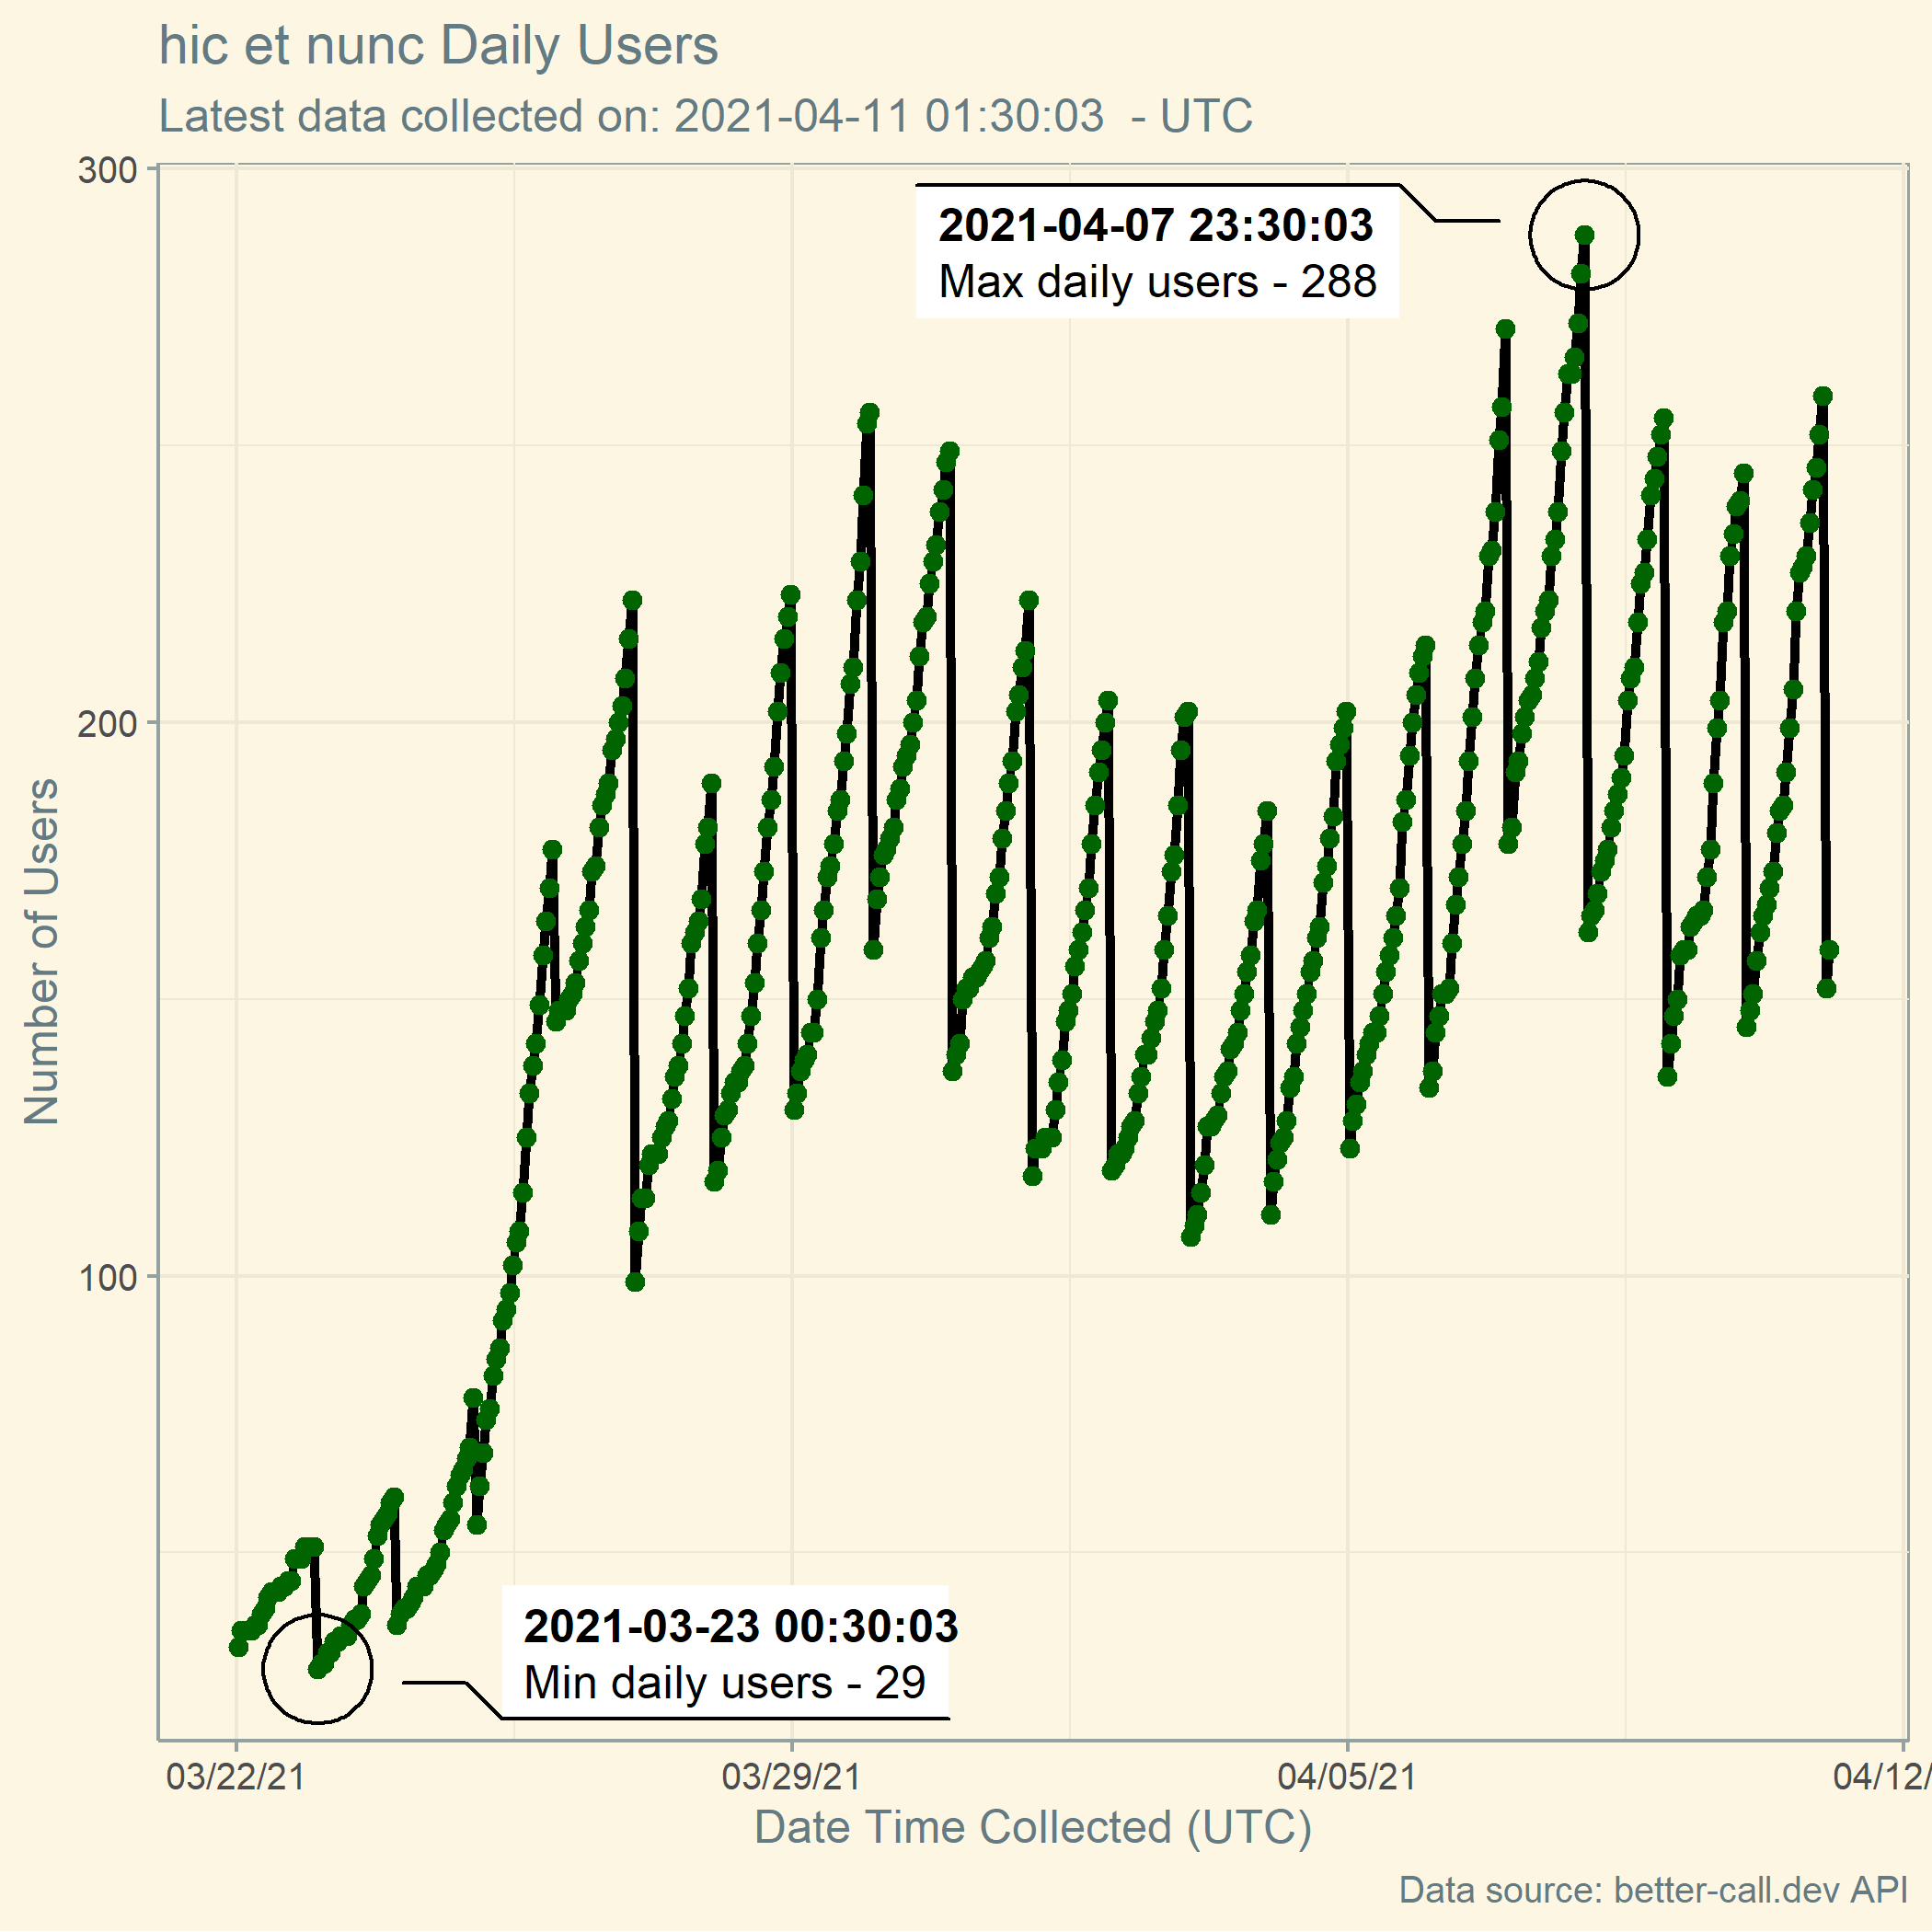 hic et nunc Daily Users
Latest data collected on: 2021-04-11 01:30:03 - UTC
300
2021-04-07 23:30:03
Max daily users - 288
200
Number of Users
100
2021-03-23 00:30:03
Min daily users - 29
03/22/21 03/29/21 04/05/21 04/12/
Date Time Collected (UTC)
Data source: better-call.dev API